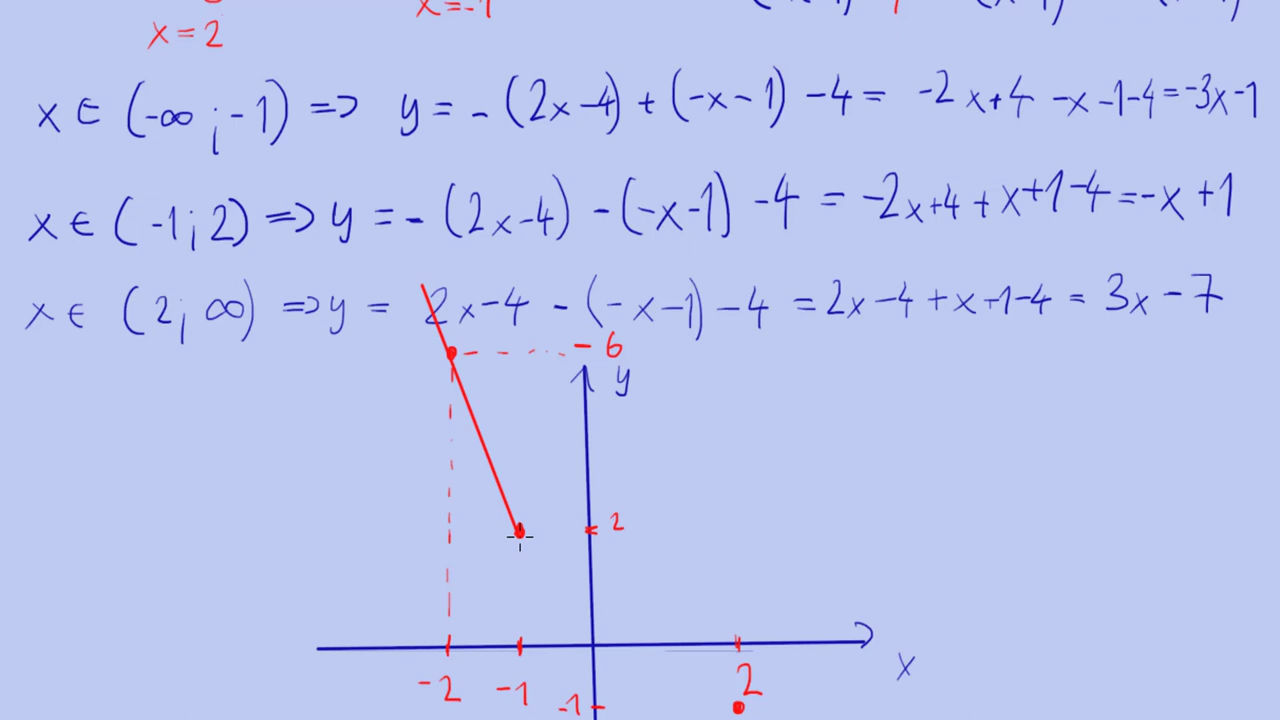 x=-1
x=2
x ∈ (-∞ ; -1) => y = - (2x-4) + (-x-1) -4 = -2x+4 -x-1-4=-3x-1
x ∈ (-1; 2) => y = - (2x-4) - (-x-1) -4 = -2x+4+x+1-4=-x+1
x ∈ (2; ∞) => y = 2x-4 - (-x-1) -4 = 2x-4+x+1-4 = 3x-7
- 6
y
2
x
-2 -1 2
-1